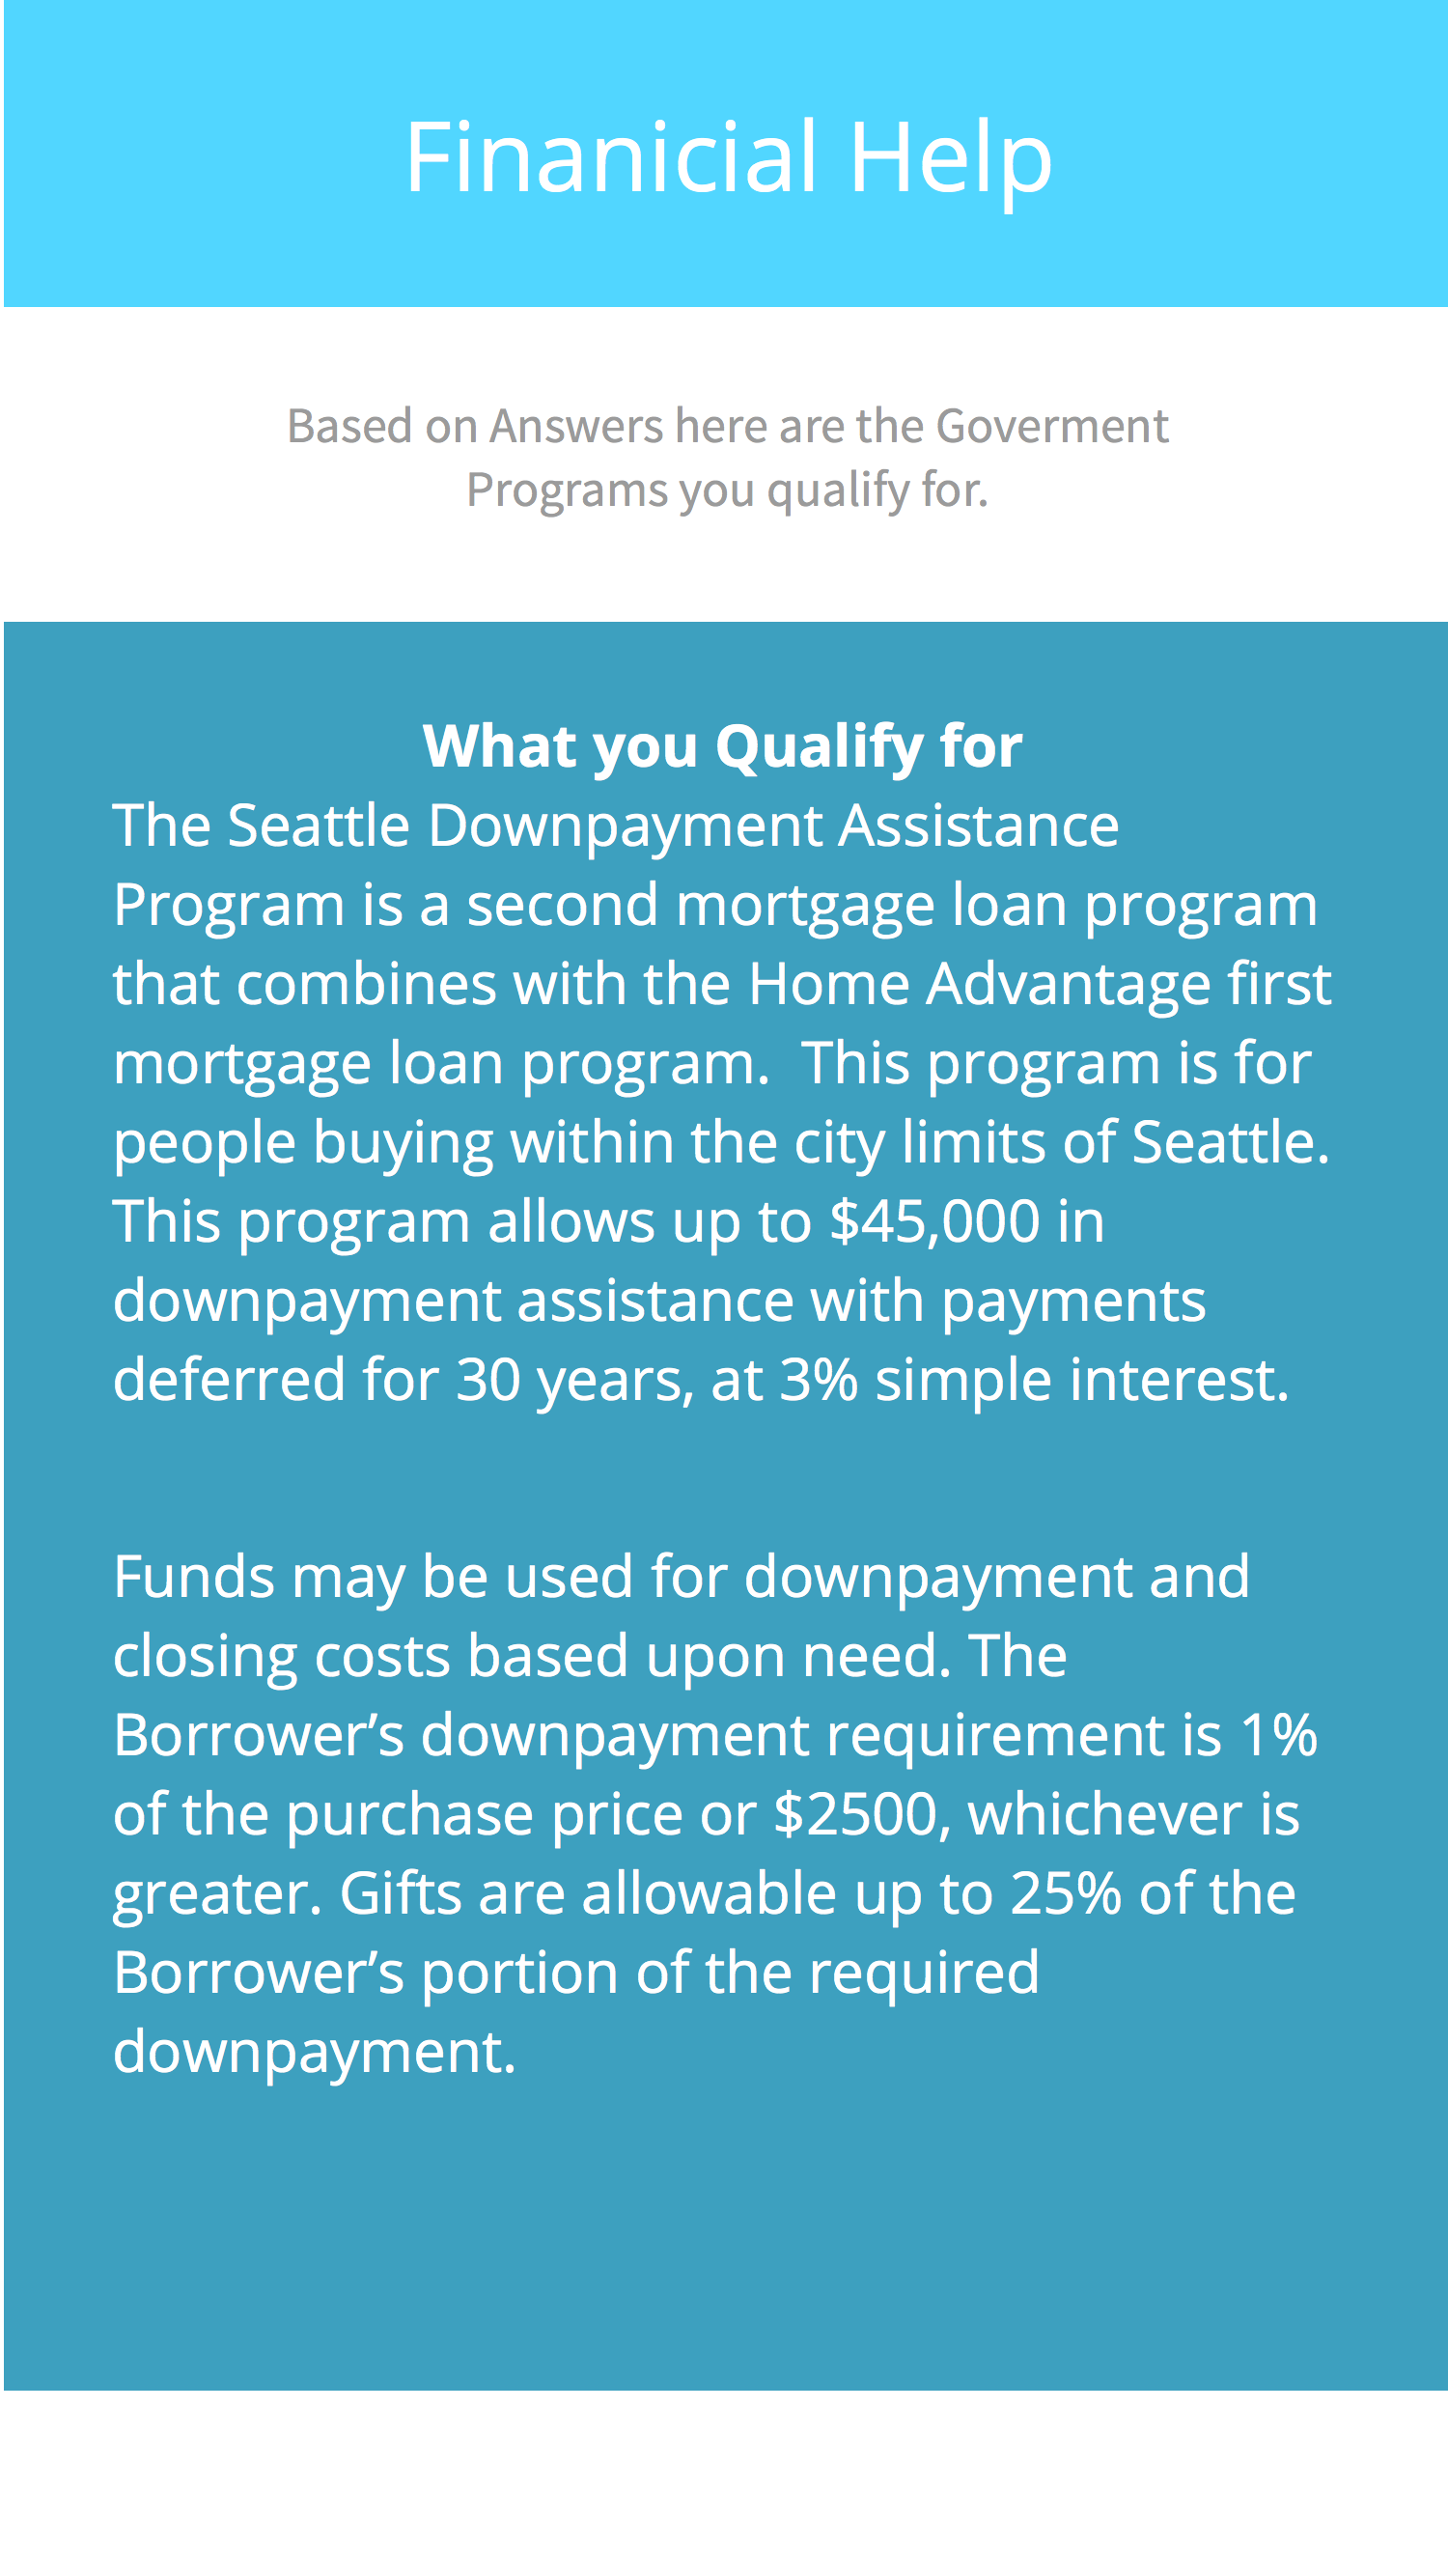 Finanicial Help
Based on Answers here are the Goverment
Programs you qualify for.
What you Qualify for
The Seattle Downpayment Assistance
Program is a second mortgage loan program
that combines with the Home Advantage first
mortgage loan program.  This program is for
people buying within the city limits of Seattle.
This program allows up to $45,000 in
downpayment assistance with payments
deferred for 30 years, at 3% simple interest.
Funds may be used for downpayment and
closing costs based upon need. The
Borrower’s downpayment requirement is 1%
of the purchase price or $2500, whichever is
greater. Gifts are allowable up to 25% of the
Borrower’s portion of the required
downpayment.